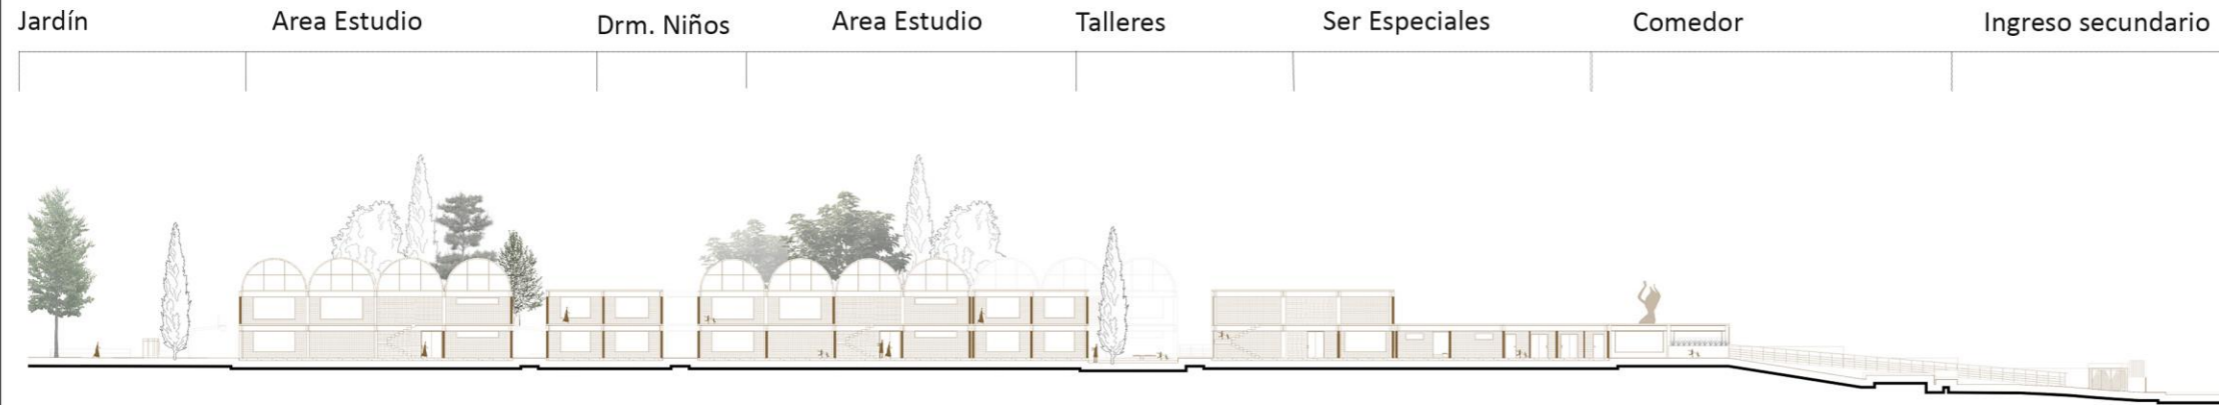 Jardín
Area Estudio
Drm. Niños
Area Estudio
Talleres
Ser Especiales
Comedor
Ingreso secundario